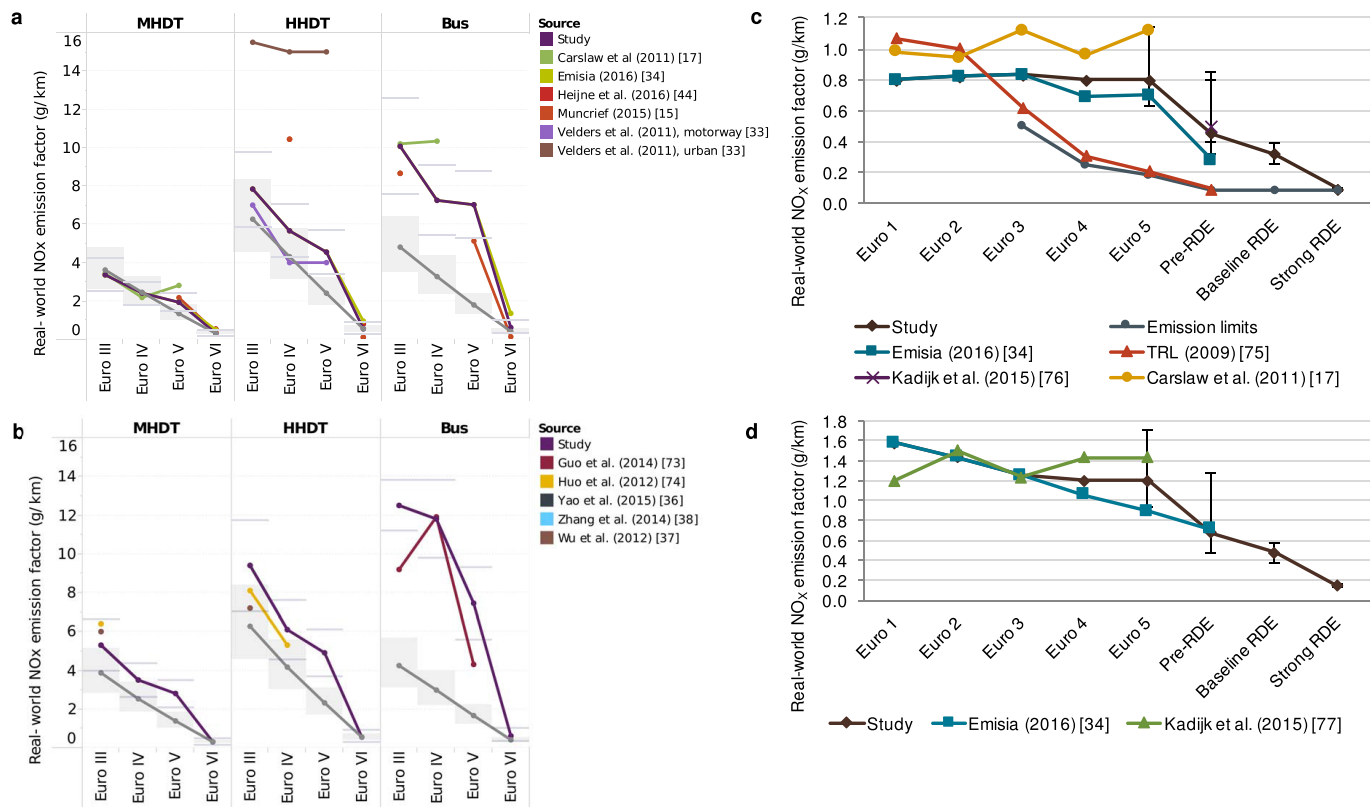 a
MHDT HHDT Bus
Real- world NOx emission factor (g/ km)
16
14
12
10
8
6
4
2
0
Euro III
Euro IV
Euro V
Euro VI
Euro III
Euro IV
Euro V
Euro VI
Euro III
Euro IV
Euro V
Euro VI
Source
Study
Carslaw et al (2011) [17]
Emisia (2016) [34]
Heijne et al. (2016) [44]
Muncrief (2015) [15]
Velders et al. (2011), motorway [33]
Velders et al. (2011), urban [33]
b
MHDT HHDT Bus
Real- world NOx emission factor (g/ km)
16
14
12
10
8
6
4
2
0
Euro III
Euro IV
Euro V
Euro VI
Euro III
Euro IV
Euro V
Euro VI
Euro III
Euro IV
Euro V
Euro VI
Source
Study
Guo et al. (2014) [73]
Huo et al. (2012) [74]
Yao et al. (2015) [36]
Zhang et al. (2014) [38]
Wu et al. (2012) [37]
c
Real-world NOX emission factor (g/km)
1.2
1.0
0.8
0.6
0.4
0.2
0.0
Euro 1
Euro 2
Euro 3
Euro 4
Euro 5
Pre-RDE
Baseline RDE
Strong RDE
Study
Emission limits
Emisia (2016) [34]
TRL (2009) [75]
Kadijk et al. (2015) [76]
Carslaw et al. (2011) [17]
d
Real-world NOX emission factor (g/km)
1.8
1.6
1.4
1.2
1.0
0.8
0.6
0.4
0.2
0.0
Euro 1
Euro 2
Euro 3
Euro 4
Euro 5
Pre-RDE
Baseline RDE
Strong RDE
Study
Emisia (2016) [34]
Kadijk et al. (2015) [77]